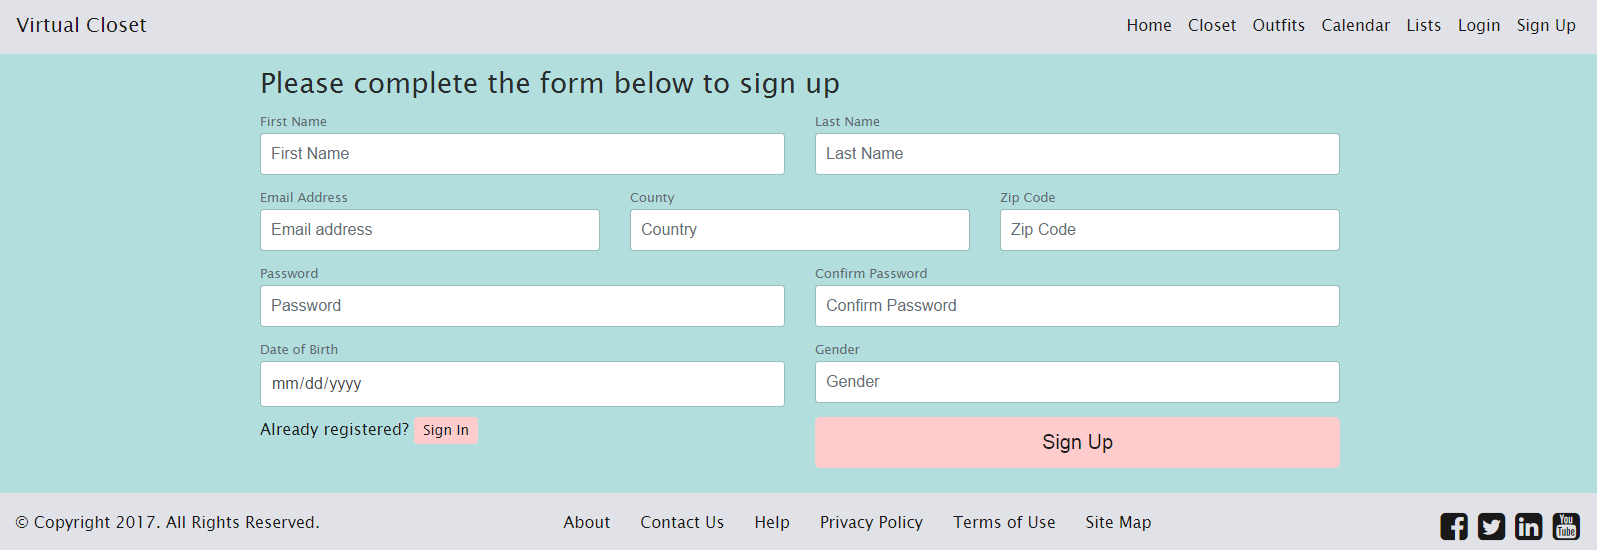 Virtual Closet Home Closet Outfits Calendar Lists Login Sign Up
Please complete the form below to sign up
First Name Last Name
First Name Last Name
Email Address County Zip Code
Email address Country Zip Code
Password Confirm Password
Password Confirm Password
Date of Birth Gender
mm/dd/yyyy Gender
Already registered? Sign In Sign Up
© Copyright 2017. All Rights Reserved. About Contact Us Help Privacy Policy Terms of Use Site Map You Tube